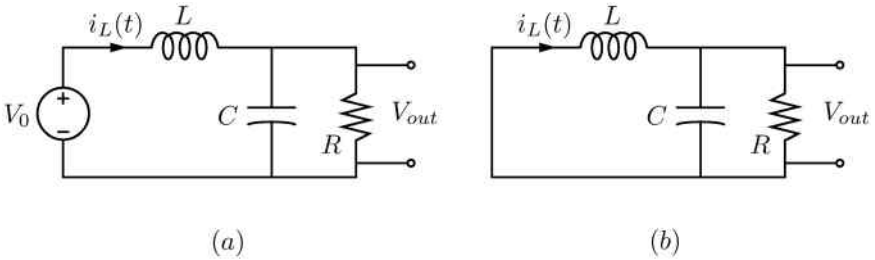 i_L(t) L i_L(t) L
V_0 + − C R V_out C R V_out
(a) (b)